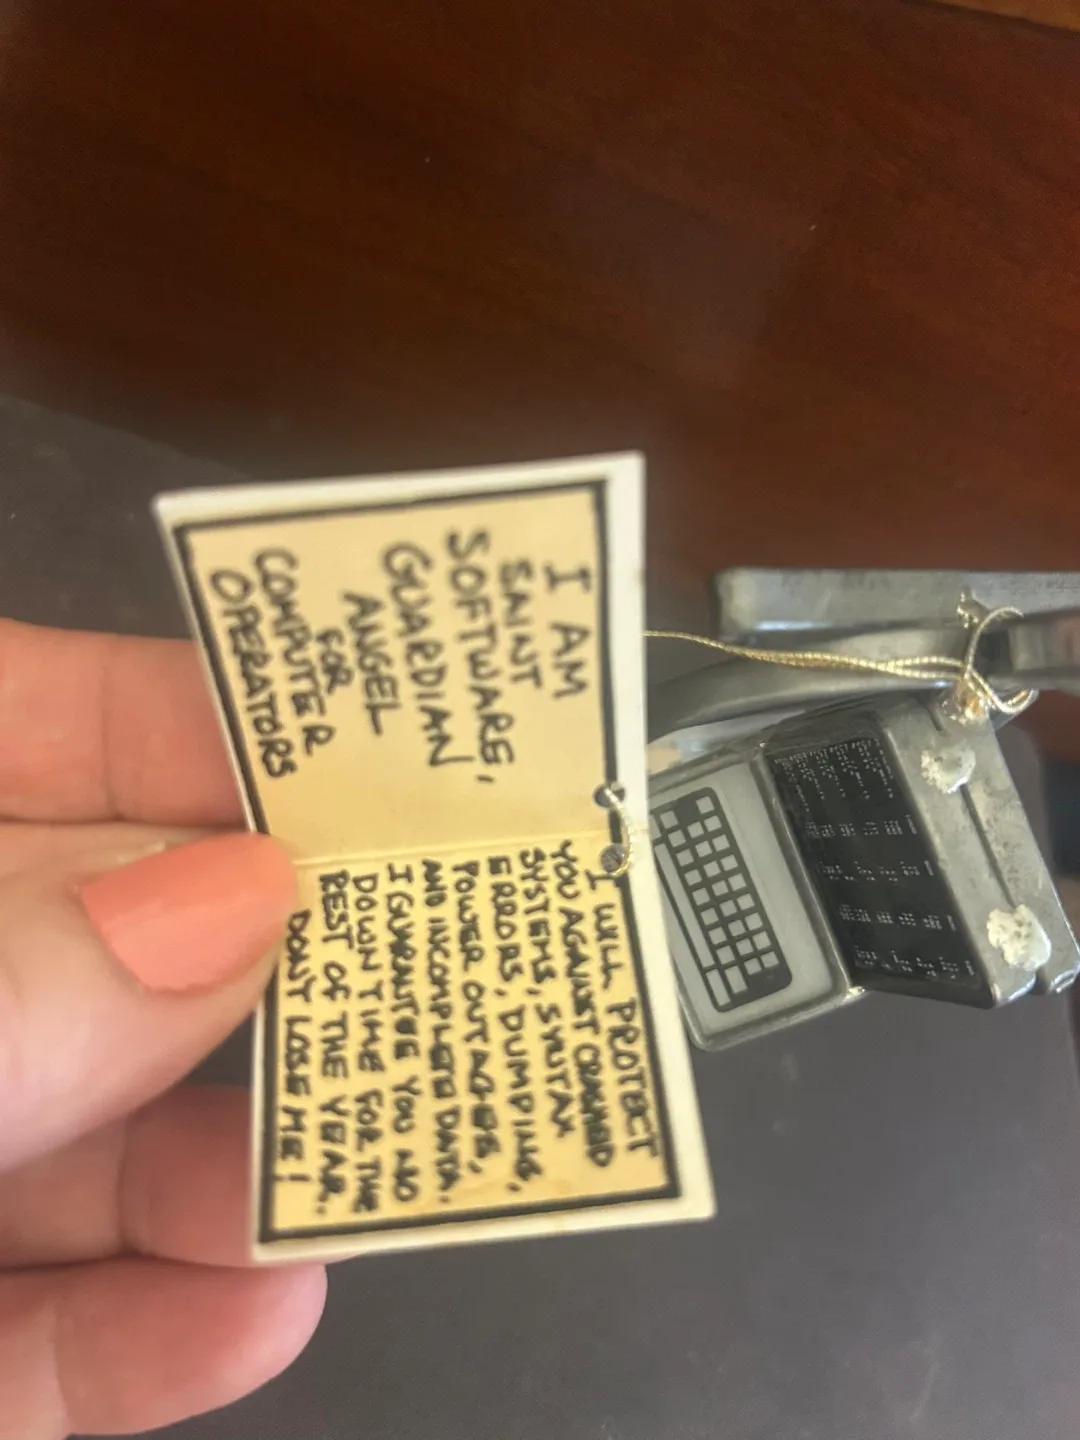 I AM
SAINT
SOFTWARE,
GUARDIAN
ANGEL
FOR
COMPUTER
OPERATORS
I WILL PROTECT
YOU AGAINST CRASHED
SYSTEMS, SYNTAX
ERRORS, DUMPING,
POWER OUTAGES,
AND INCOMPLETE DATA.
I GUARANTEE YOU NO
DOWN TIME FOR THE
REST OF THE YEAR.
DON'T LOSE ME!